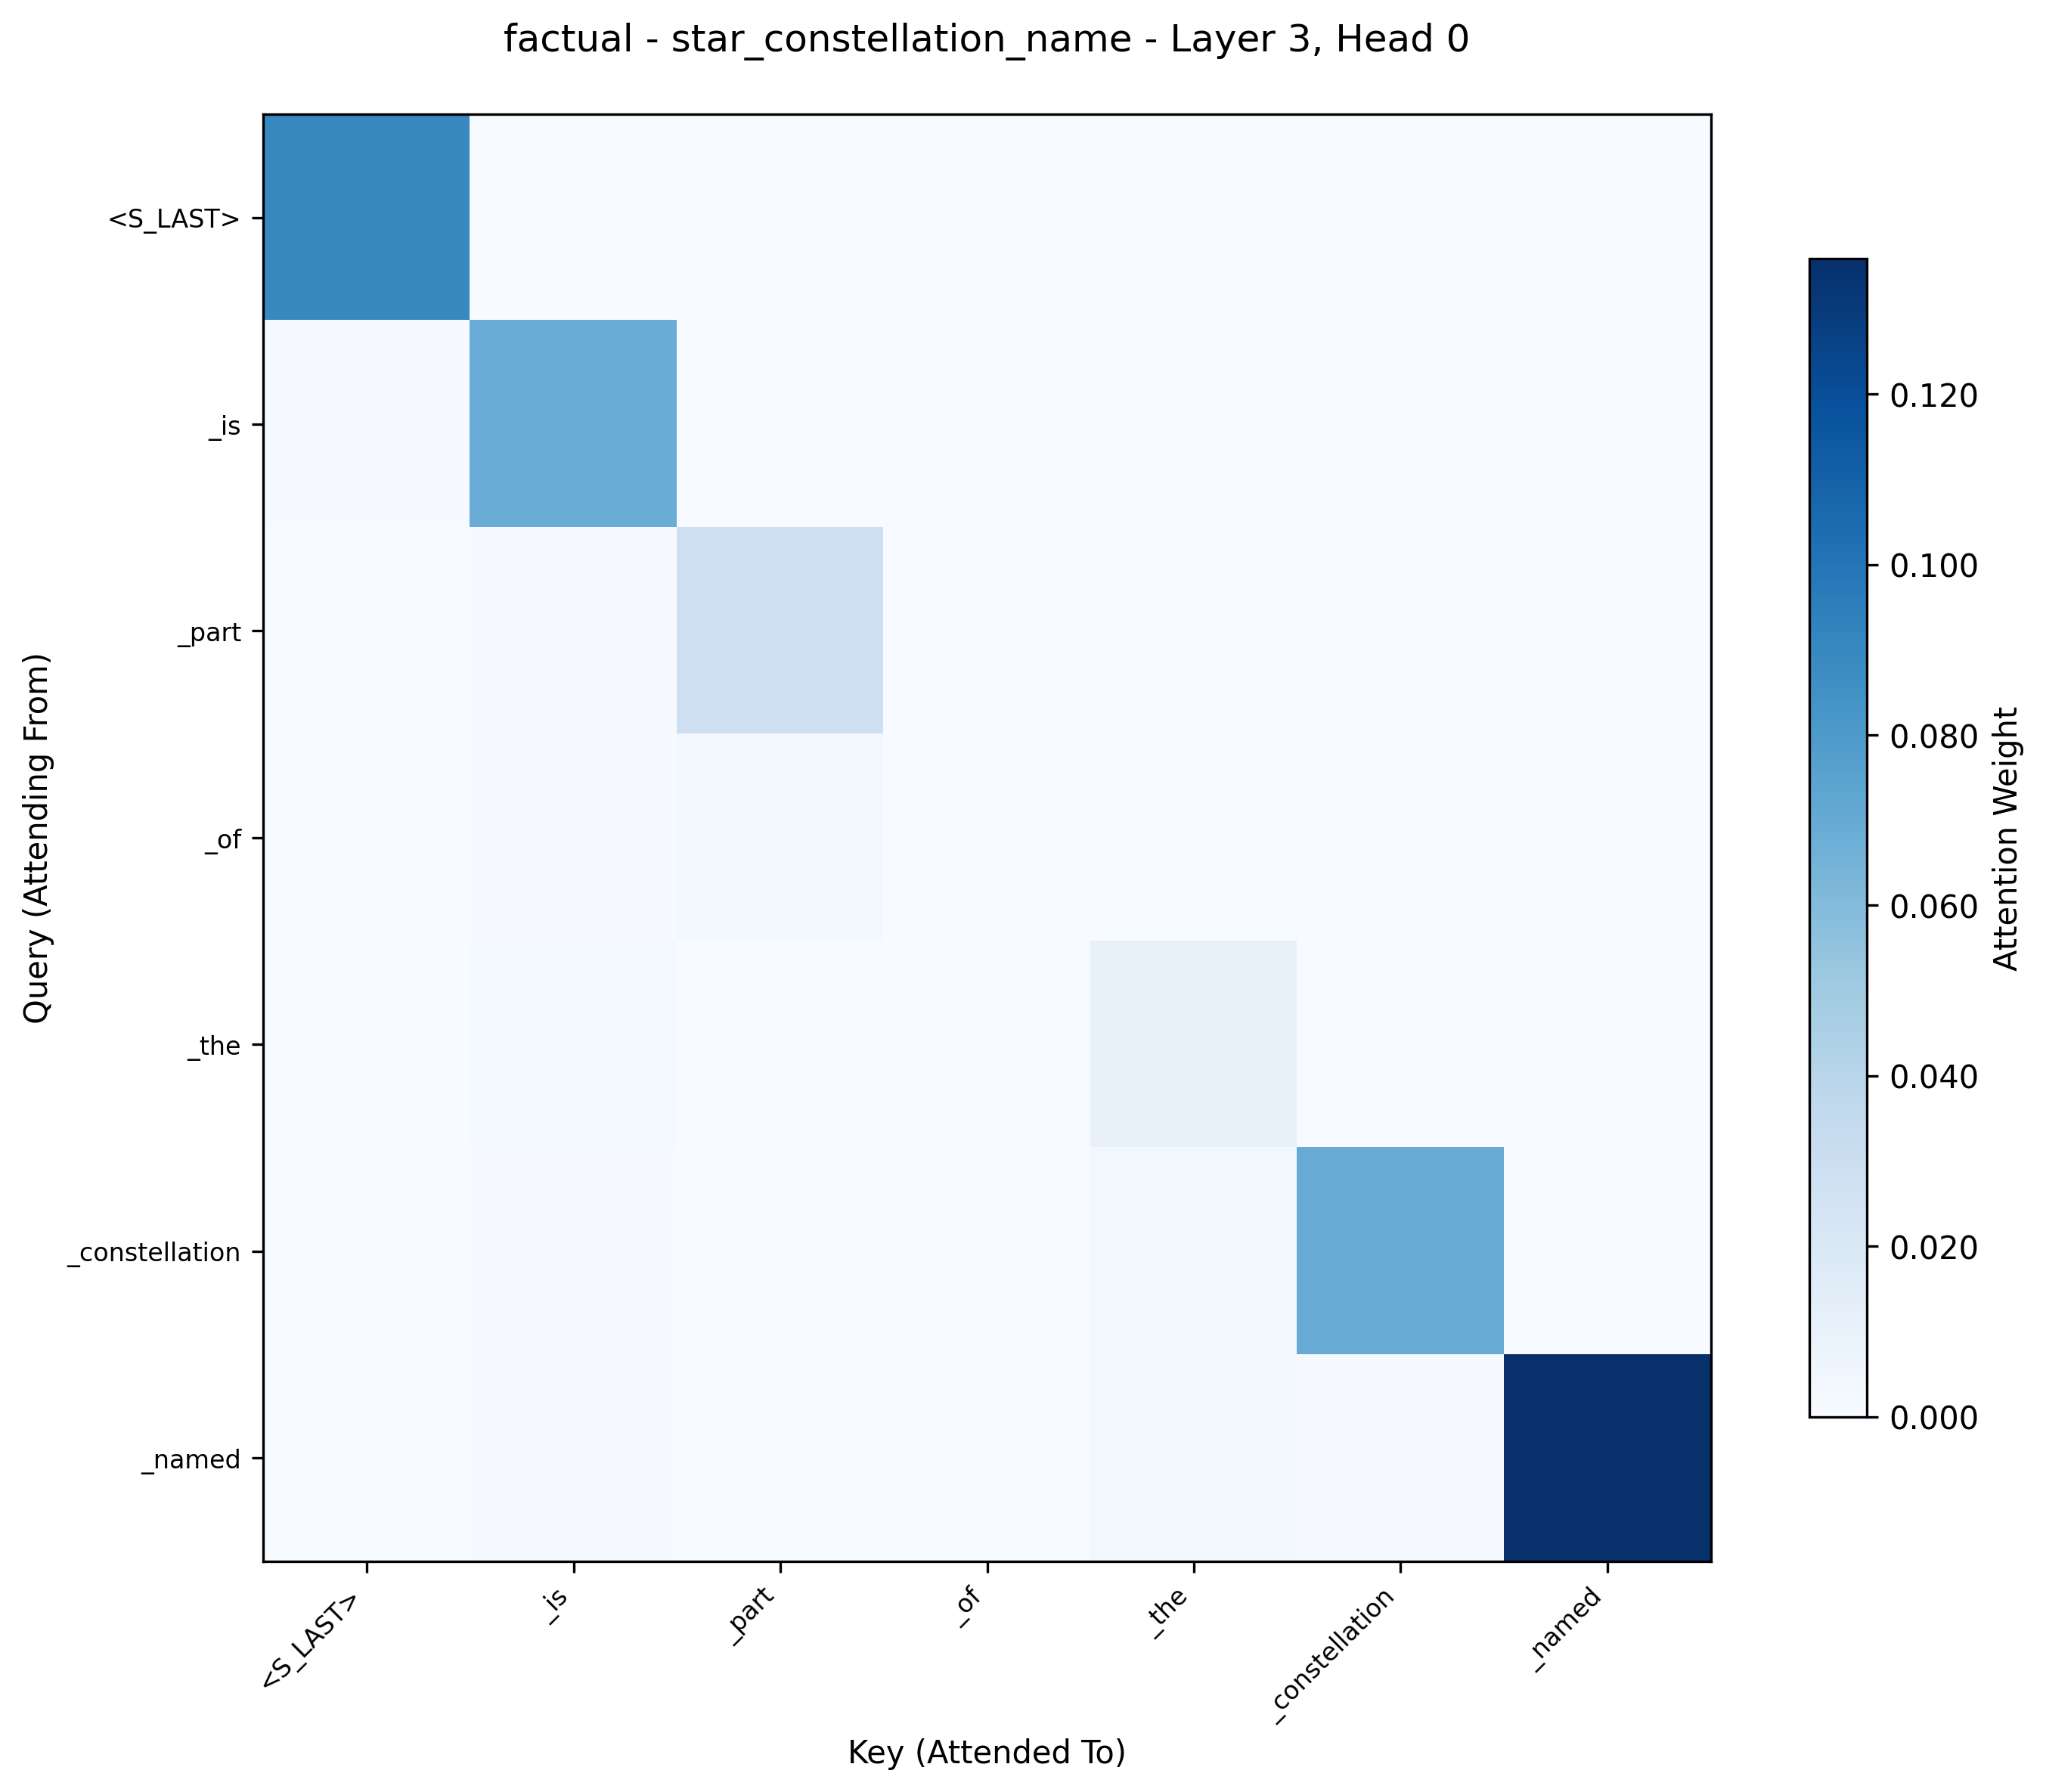 factual - star_constellation_name - Layer 3, Head 0
Query (Attending From)
<S_LAST>
_is
_part
_of
_the
_constellation
_named
<S_LAST>
_is
_part
_of
_the
_constellation
_named
Key (Attended To)
0.120
0.100
0.080
0.060
0.040
0.020
0.000
Attention Weight